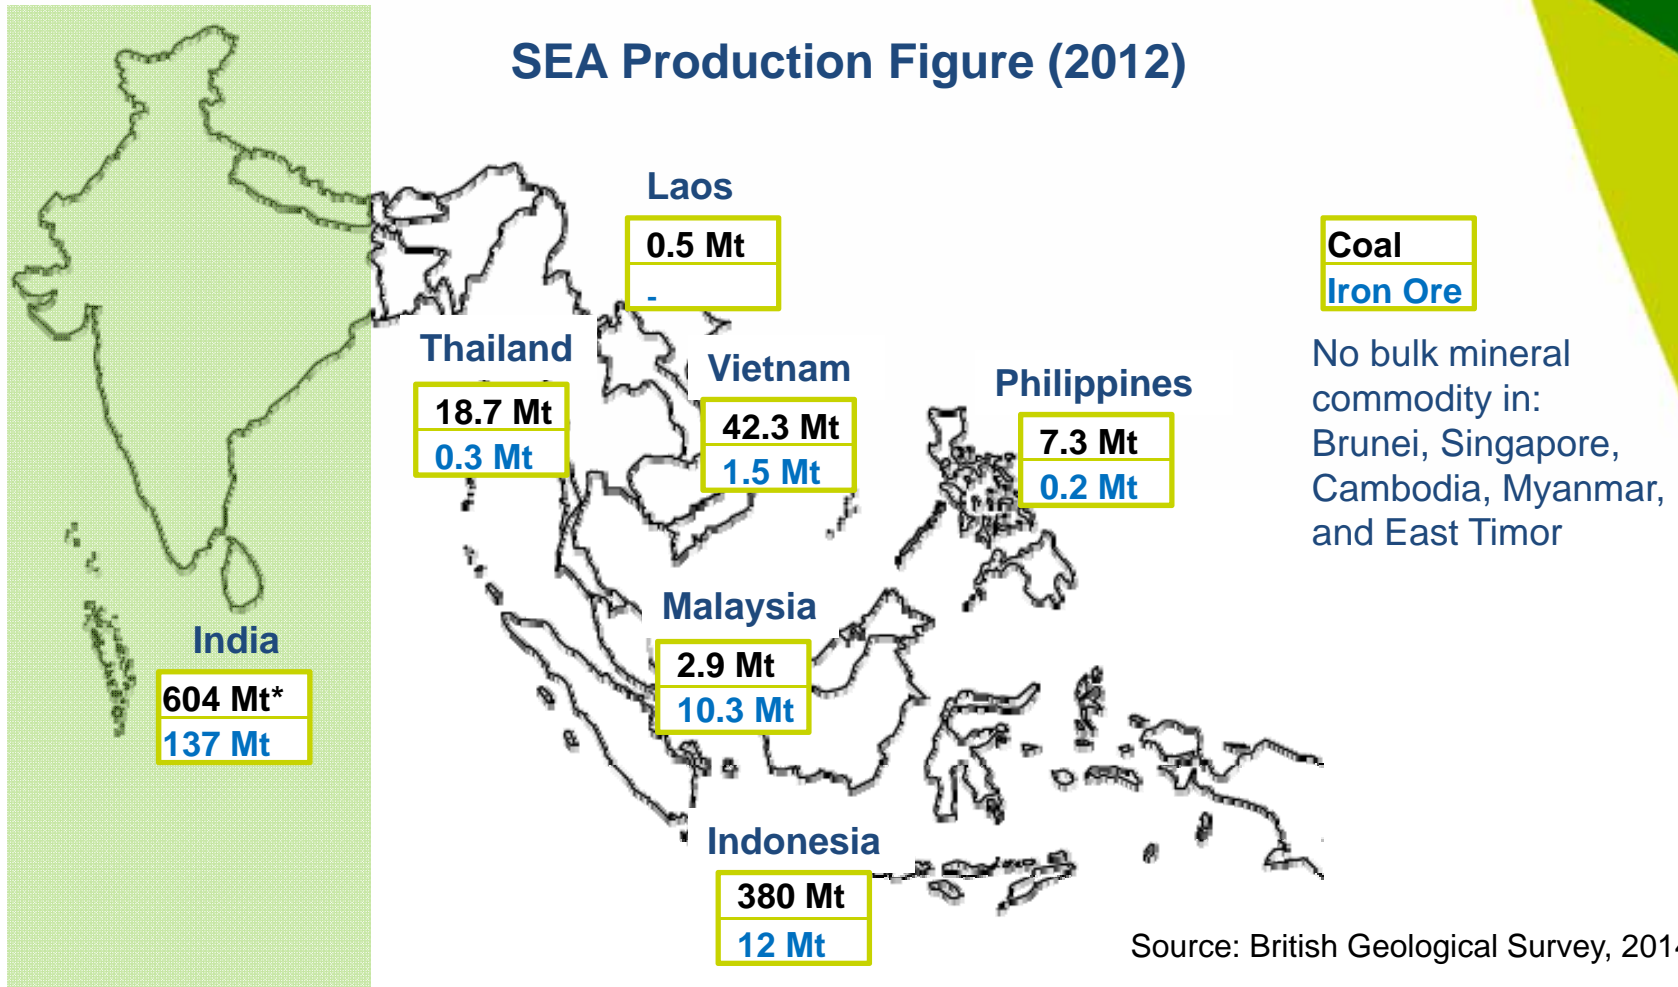 SEA Production Figure (2012)
Laos
0.5 Mt
-
Coal
Iron Ore
Thailand
18.7 Mt
0.3 Mt
Vietnam
42.3 Mt
1.5 Mt
Philippines
7.3 Mt
0.2 Mt
No bulk mineral
commodity in:
Brunei, Singapore,
Cambodia, Myanmar,
and East Timor
Malaysia
2.9 Mt
10.3 Mt
India
604 Mt*
137 Mt
Indonesia
380 Mt
12 Mt
Source: British Geological Survey, 2014